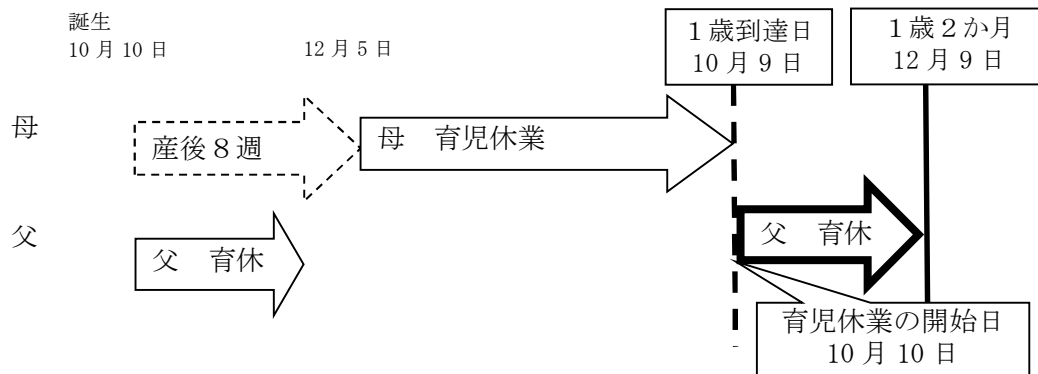 誕生
10月10日
12月5日
1歳到達日
10月9日
1歳2か月
12月9日
母
産後8週
母 育児休業
父
父 育休
父 育休
育児休業の開始日
10月10日